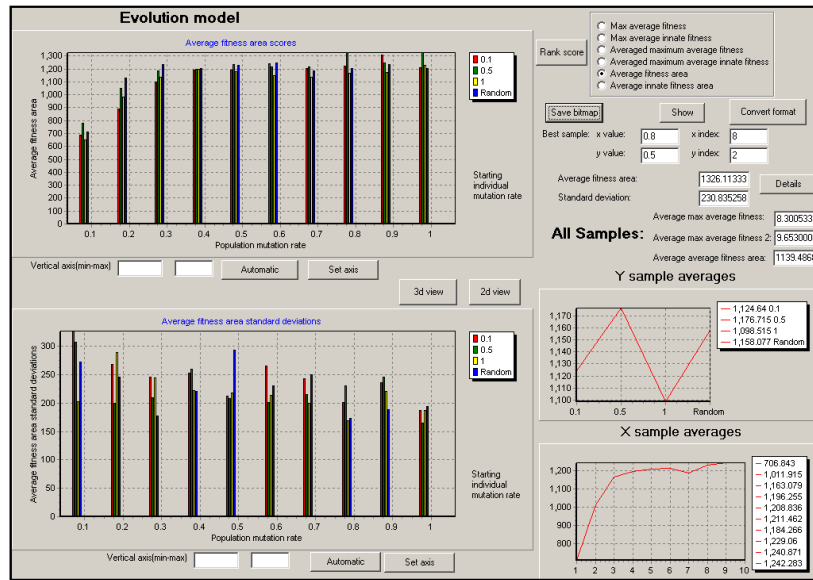 Evolution model
Average fitness area scores
1,300
1,200
1,100
1,000
900
800
700
600
500
400
300
200
100
0
Average fitness area
0.1 0.2 0.3 0.4 0.5 0.6 0.7 0.8 0.9 1
Population mutation rate
0.1
0.5
1
Random
Starting
individual
mutation rate
Vertical axis(min-max)
Automatic
Set axis
3d view
2d view
Average fitness area standard deviations
300
250
200
150
100
50
0
Average fitness area standard deviations
0.1 0.2 0.3 0.4 0.5 0.6 0.7 0.8 0.9 1
Population mutation rate
0.1
0.5
1
Random
Starting
individual
mutation rate
Vertical axis(min-max)
Automatic
Set axis
Rank score
Max average fitness
Max average innate fitness
Averaged maximum average fitness
Averaged maximum average innate fitness
Average fitness area
Average innate fitness area
Save bitmap
Show
Convert format
Best sample: x value: 0.8 x index: 8
y value: 0.5 y index: 2
Average fitness area: 1326.11333
Standard deviation: 230.835258
Details
All Samples:
Average max average fitness: 8.300533
Average max average fitness 2: 9.653000
Average average fitness area: 1139.4868
Y sample averages
1,170
1,160
1,150
1,140
1,130
1,120
1,110
1,100
0.1 0.5 1 Random
1,124.64 0.1
1,176.715 0.5
1,098.515 1
1,158.077 Random
X sample averages
1,200
1,000
800
1 2 3 4 5 6 7 8 9 10
706.843
1,011.915
1,163.079
1,196.255
1,208.836
1,211.462
1,184.266
1,229.06
1,240.871
1,242.283